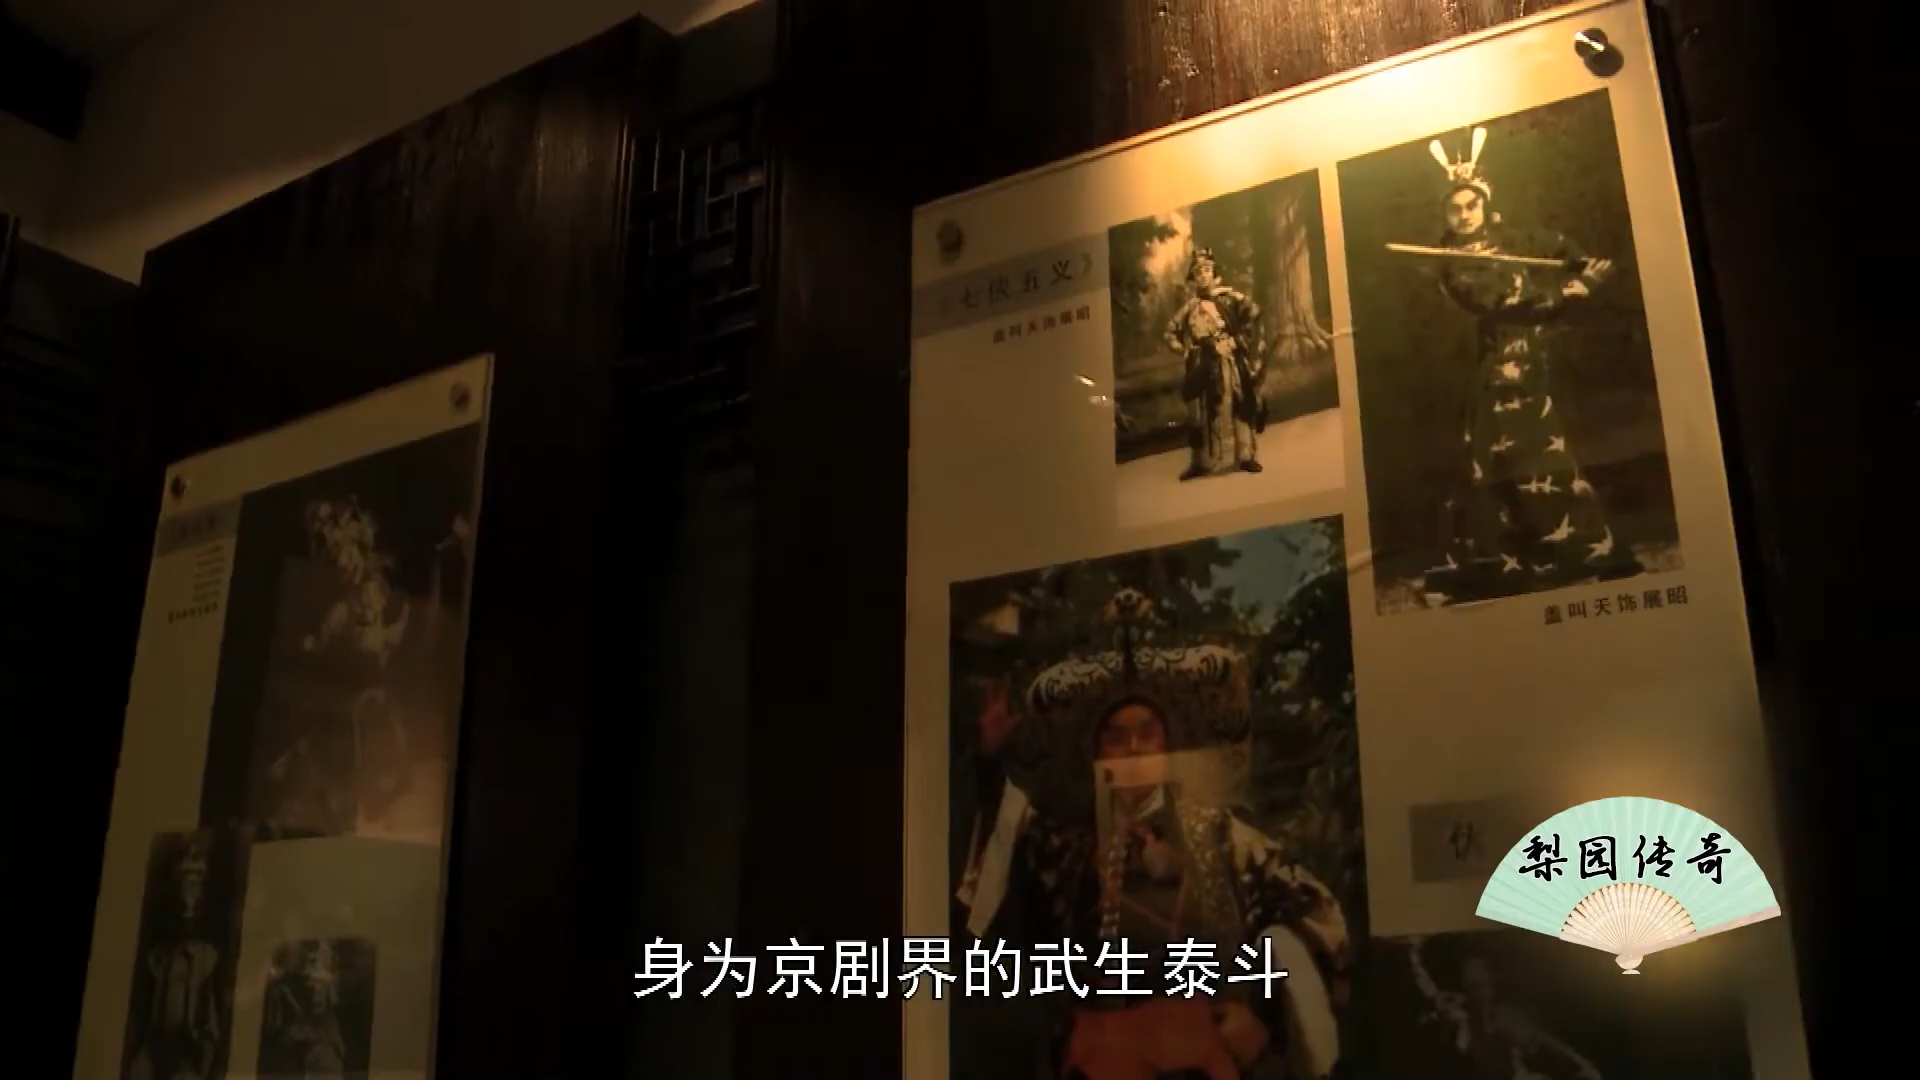 《七侠五义》
盖叫天饰展昭
盖叫天饰展昭
伏
梨园传奇
身为京剧界的武生泰斗